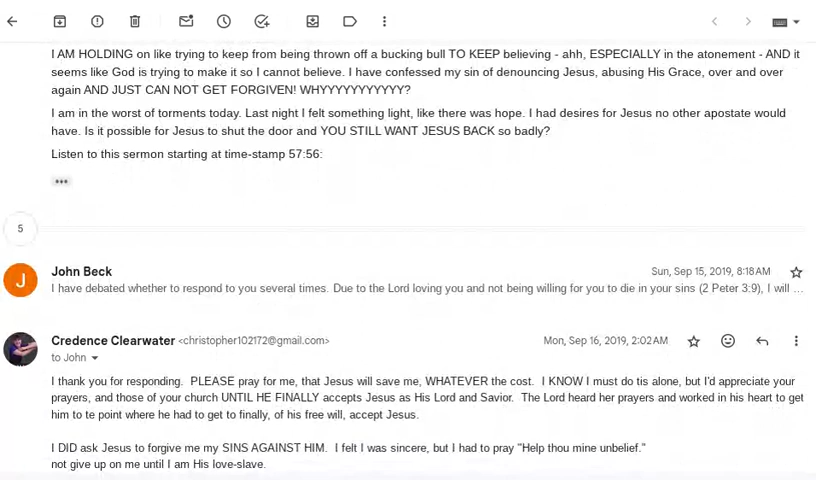 I AM HOLDING on like trying to keep from being thrown off a bucking bull TO KEEP believing - ahh, ESPECIALLY in the atonement - AND it
seems like God is trying to make it so I cannot believe. I have confessed my sin of denouncing Jesus, abusing His Grace, over and over
again AND JUST CAN NOT GET FORGIVEN! WHYYYYYYYYYYY?
I am in the worst of torments today. Last night I felt something light, like there was hope. I had desires for Jesus no other apostate would
have. Is it possible for Jesus to shut the door and YOU STILL WANT JESUS BACK so badly?
Listen to this sermon starting at time-stamp 57:56:
5
J
John Beck
Sun, Sep 15, 2019, 8:18 AM
I have debated whether to respond to you several times. Due to the Lord loving you and not being willing for you to die in your sins (2 Peter 3:9), I will ...
Credence Clearwater <christopher102172@gmail.com>
Mon, Sep 16, 2019, 2:02 AM
to John
I thank you for responding. PLEASE pray for me, that Jesus will save me, WHATEVER the cost. I KNOW I must do tis alone, but I'd appreciate your
prayers, and those of your church UNTIL HE FINALLY accepts Jesus as His Lord and Savior. The Lord heard her prayers and worked in his heart to get
him to te point where he had to get to finally, of his free will, accept Jesus.
I DID ask Jesus to forgive me my SINS AGAINST HIM. I felt I was sincere, but I had to pray "Help thou mine unbelief."
not give up on me until I am His love-slave.